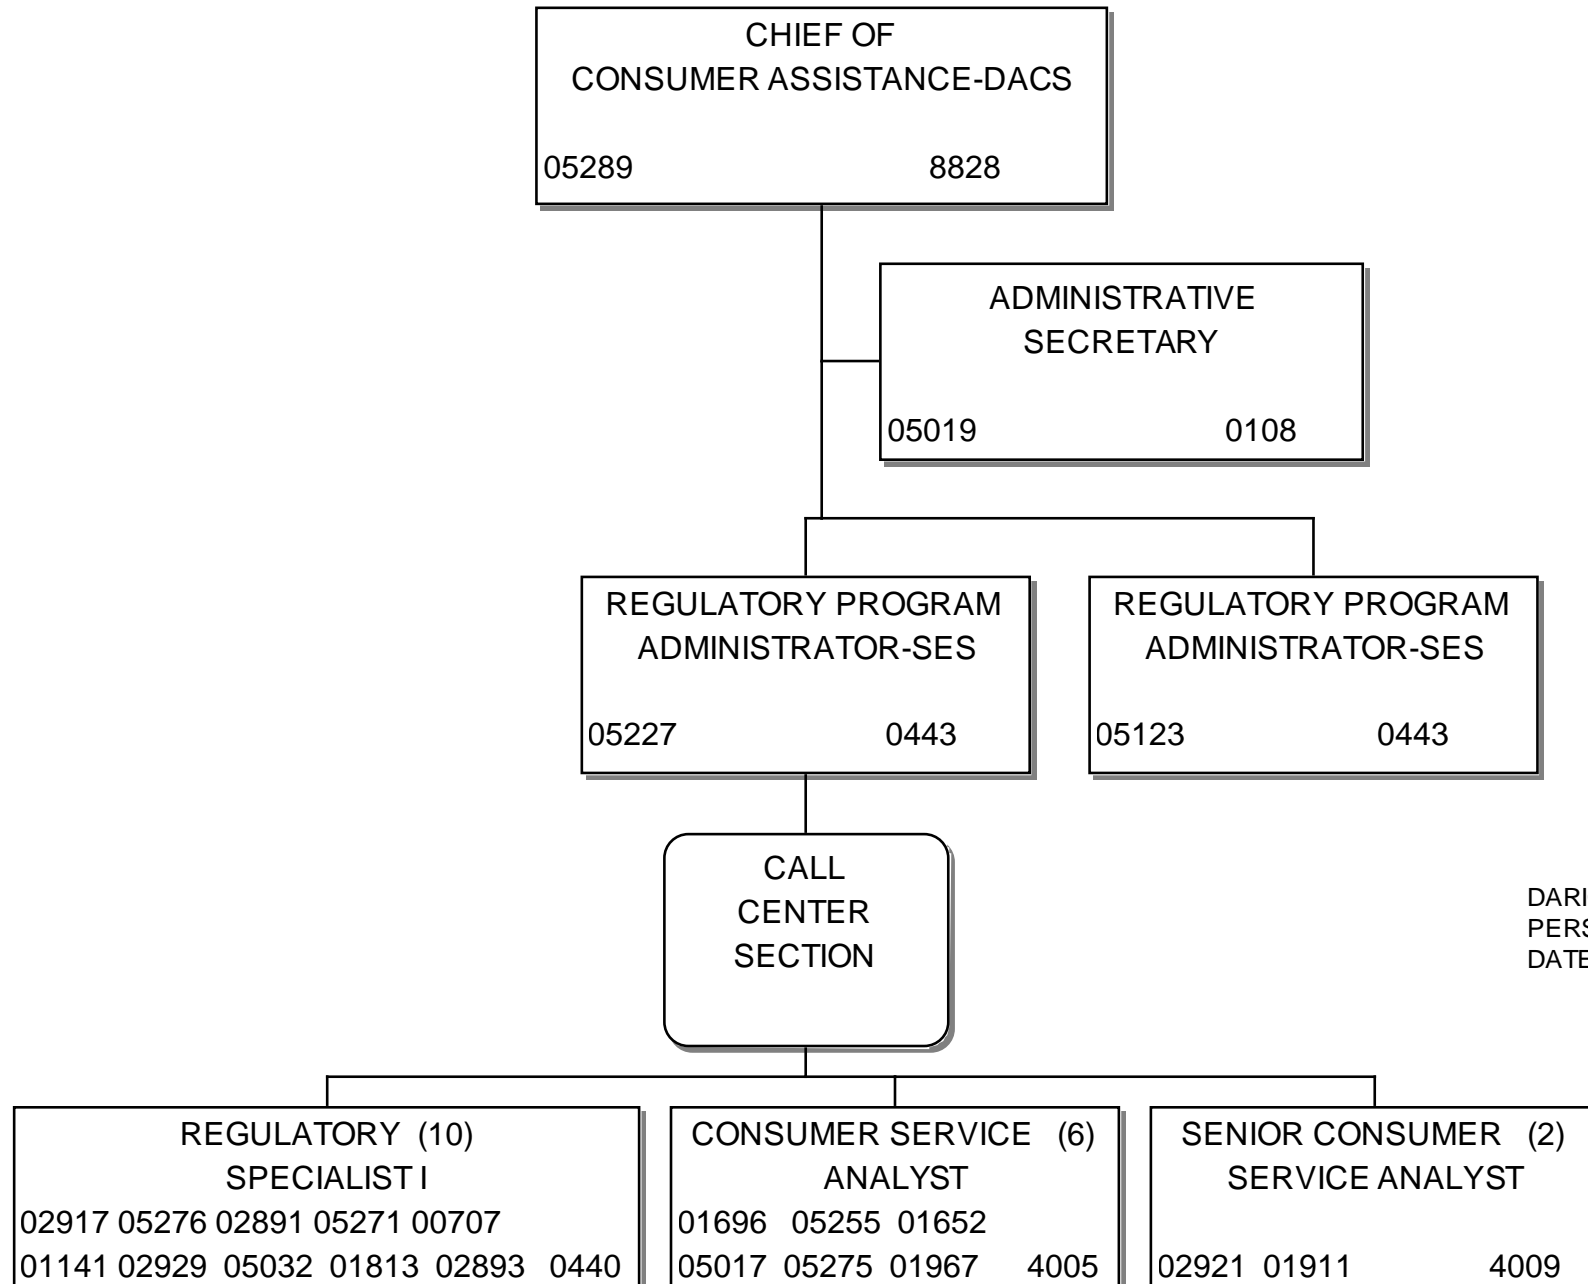 CHIEF OF
CONSUMER ASSISTANCE-DACS
05289 8828
ADMINISTRATIVE
SECRETARY
05019 0108
REGULATORY PROGRAM
ADMINISTRATOR-SES
05227 0443
REGULATORY PROGRAM
ADMINISTRATOR-SES
05123 0443
CALL
CENTER
SECTION
DARI
PERS
DATE
REGULATORY (10)
SPECIALIST I
02917 05276 02891 05271 00707
01141 02929 05032 01813 02893 0440
CONSUMER SERVICE (6)
ANALYST
01696 05255 01652
05017 05275 01967 4005
SENIOR CONSUMER (2)
SERVICE ANALYST
02921 01911 4009